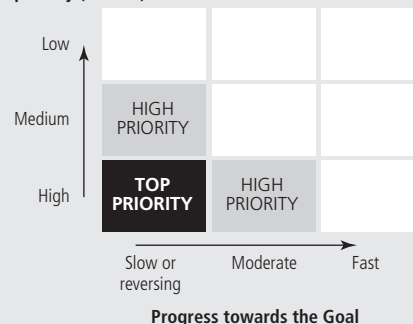 Low
Medium
HIGH
PRIORITY
High
TOP
PRIORITY
HIGH
PRIORITY
Slow or
reversing
Moderate
Fast
Progress towards the Goal